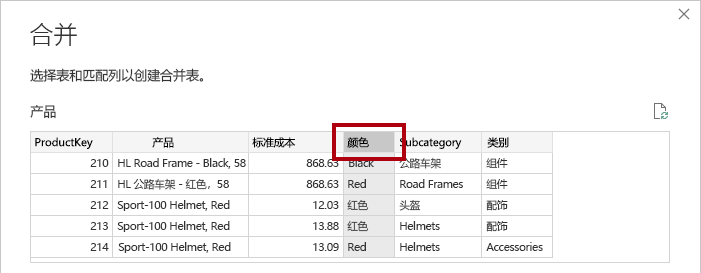 合并
选择表和匹配列以创建合并表。
产品
ProductKey 产品 标准成本 颜色 Subcategory 类别
210 HL Road Frame - Black, 58 868.63 Black 公路车架 组件
211 HL 公路车架 - 红色，58 868.63 Red Road Frames 组件
212 Sport-100 Helmet, Red 12.03 红色 头盔 配饰
213 Sport-100 Helmet, Red 13.88 红色 Helmets 配饰
214 Sport-100 Helmet, Red 13.09 Red Helmets Accessories